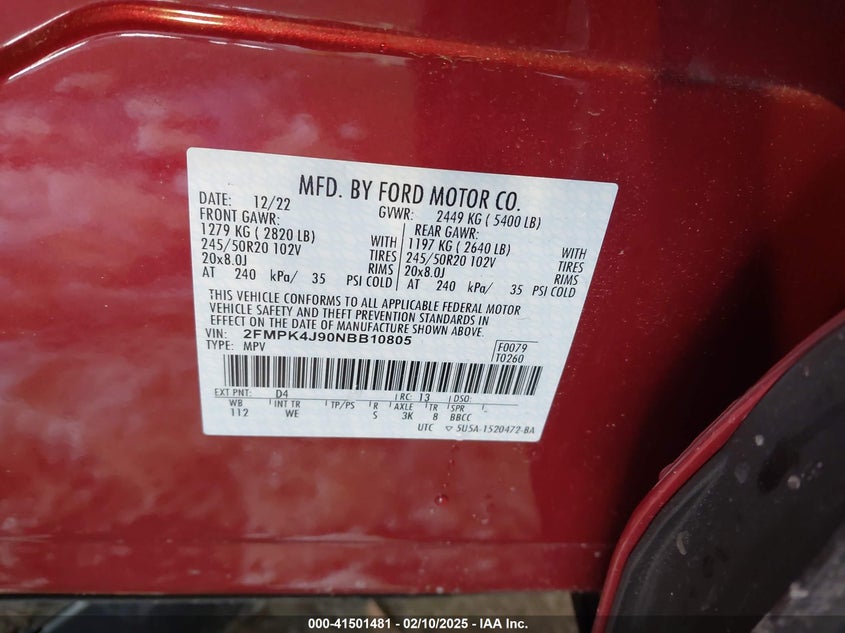 MFD. BY FORD MOTOR CO.
DATE: 12/22 GVWR: 2449 KG ( 5400 LB)
FRONT GAWR: REAR GAWR:
1279 KG ( 2820 LB) WITH 1197 KG ( 2640 LB) WITH
245/50R20 102V TIRES 245/50R20 102V TIRES
20x8.0J RIMS 20x8.0J RIMS
AT 240 kPa/ 35 PSI COLD AT 240 kPa/ 35 PSI COLD
THIS VEHICLE CONFORMS TO ALL APPLICABLE FEDERAL MOTOR
VEHICLE SAFETY AND THEFT PREVENTION STANDARDS IN
EFFECT ON THE DATE OF MANUFACTURE SHOWN ABOVE.
VIN: 2FMPK4J90NBB10805 F0079
TYPE: MPV T0260
EXT PNT: D4 RC: 13 DSO:
WB INT TR TP/PS R AXLE TR SPR
112 WE S 3K 8 BBCC
UTC ▽ 5U5A-1520472-BA
000-41501481 — 02/10/2025 — IAA Inc.